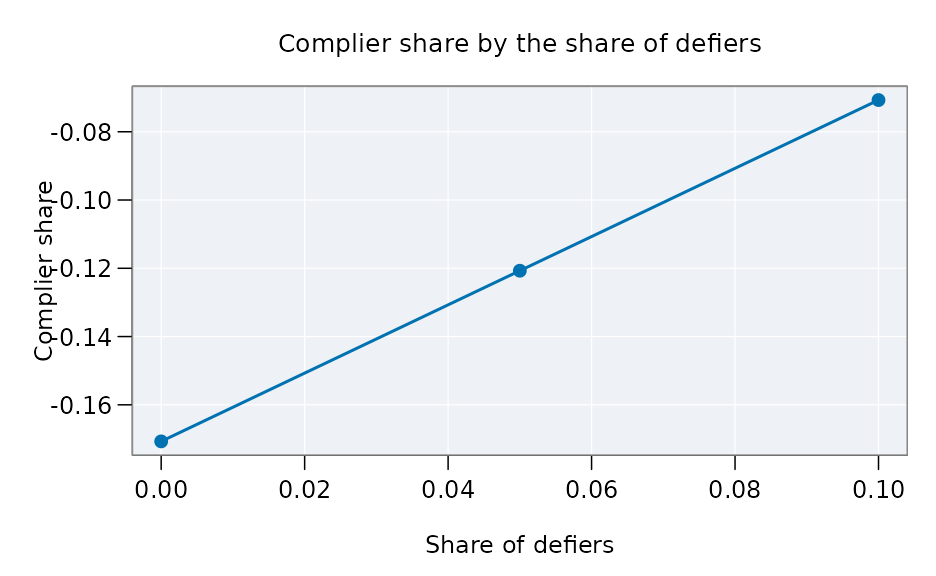 Complier share by the share of defiers
Complier share
-0.08
-0.10
-0.12
-0.14
-0.16
0.00 0.02 0.04 0.06 0.08 0.10
Share of defiers